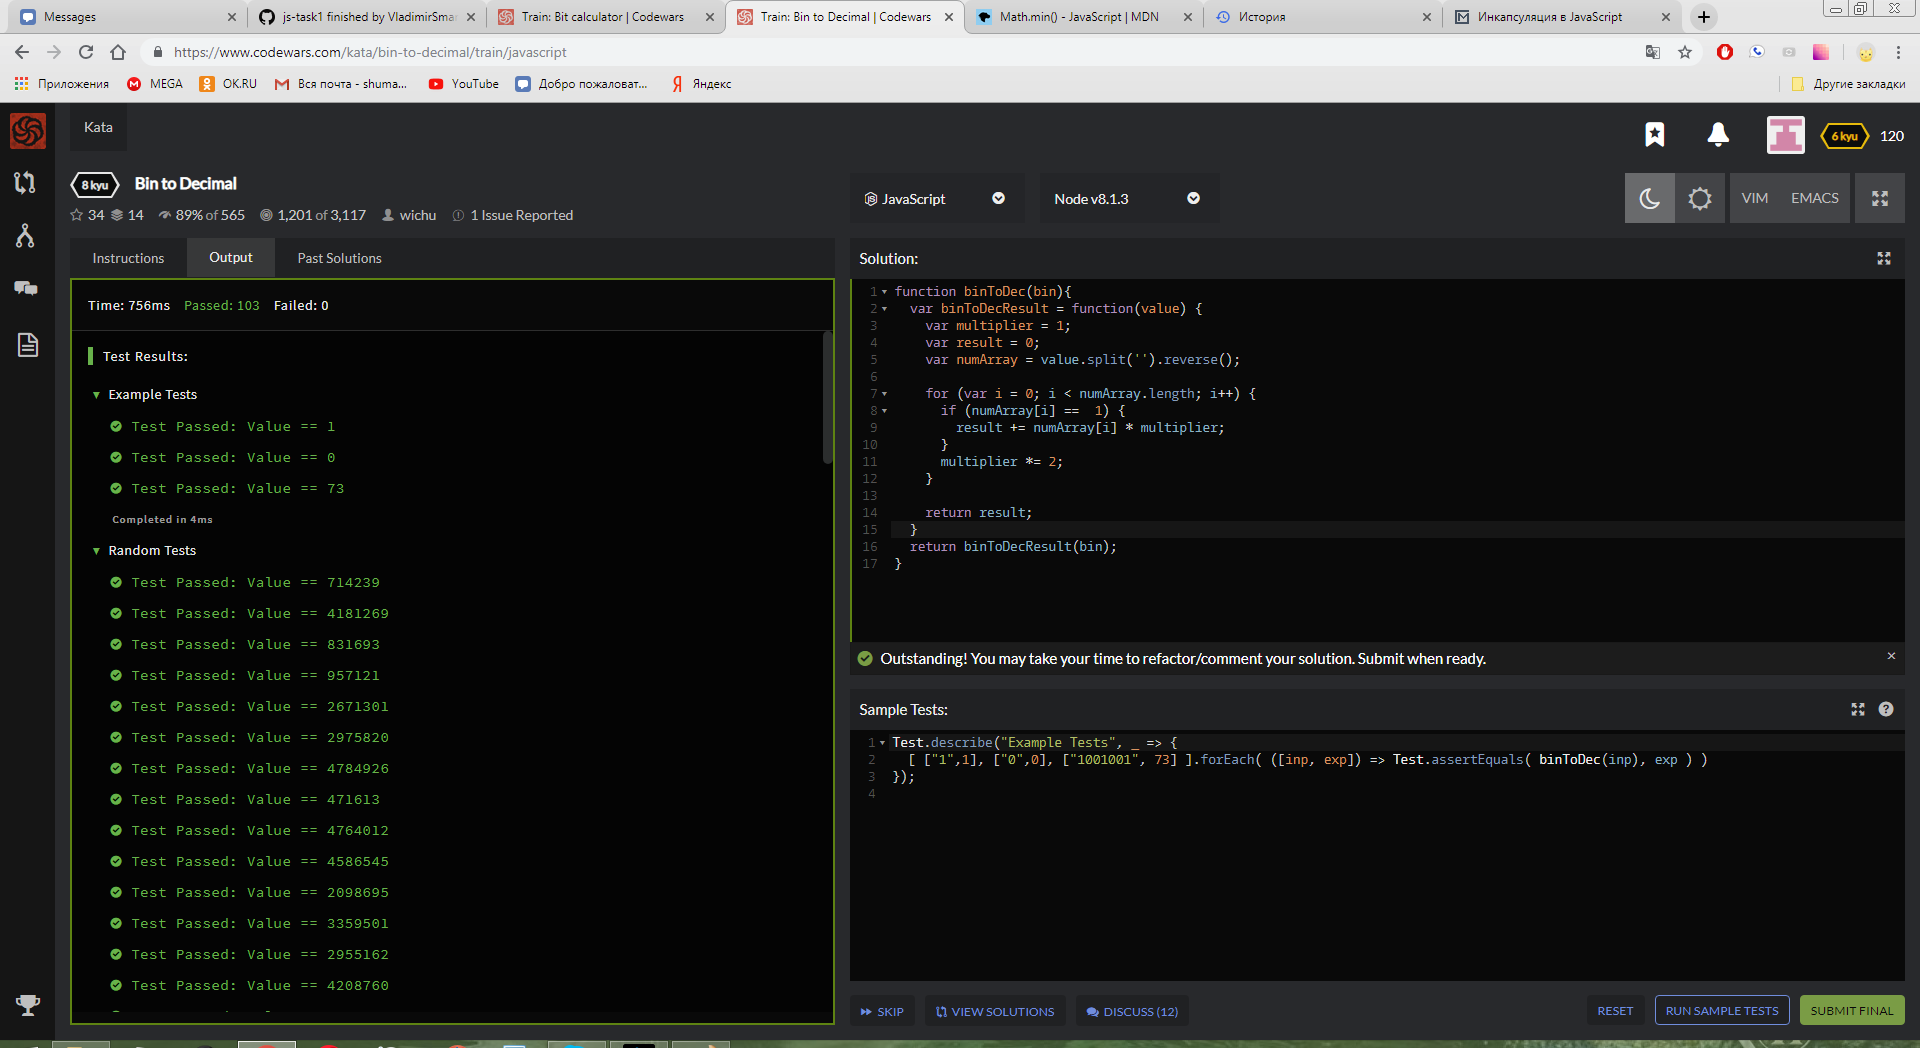 Messages
js-task1 finished by VladimirSmar
Train: Bit calculator | Codewars
Train: Bin to Decimal | Codewars
Math.min() - JavaScript | MDN
История
Инкапсуляция в JavaScript
https://www.codewars.com/kata/bin-to-decimal/train/javascript
Приложения
MEGA
OK.RU
Вся почта - shuma...
YouTube
Добро пожаловат...
Яндекс
Другие закладки
Kata
6 kyu
120
8 kyu
Bin to Decimal
34 14 89% of 565 1,201 of 3,117 wichu 1 Issue Reported
JavaScript
Node v8.1.3
VIM
EMACS
Instructions
Output
Past Solutions
Time: 756ms Passed: 103 Failed: 0
Test Results:
Example Tests
Test Passed: Value == 1
Test Passed: Value == 0
Test Passed: Value == 73
Completed in 4ms
Random Tests
Test Passed: Value == 714239
Test Passed: Value == 4181269
Test Passed: Value == 831693
Test Passed: Value == 957121
Test Passed: Value == 2671301
Test Passed: Value == 2975820
Test Passed: Value == 4784926
Test Passed: Value == 471613
Test Passed: Value == 4764012
Test Passed: Value == 4586545
Test Passed: Value == 2098695
Test Passed: Value == 3359501
Test Passed: Value == 2955162
Test Passed: Value == 4208760
Solution:
1 function binToDec(bin){
2 var binToDecResult = function(value) {
3 var multiplier = 1;
4 var result = 0;
5 var numArray = value.split('').reverse();
6
7 for (var i = 0; i < numArray.length; i++) {
8 if (numArray[i] ==  1) {
9 result += numArray[i] * multiplier;
10 }
11 multiplier *= 2;
12 }
13
14 return result;
15 }
16 return binToDecResult(bin);
17 }
Outstanding! You may take your time to refactor/comment your solution. Submit when ready.
Sample Tests:
1 Test.describe("Example Tests", _ => {
2 [ ["1",1], ["0",0], ["1001001", 73] ].forEach( ([inp, exp]) => Test.assertEquals( binToDec(inp), exp ) )
3 });
4
SKIP
VIEW SOLUTIONS
DISCUSS (12)
RESET
RUN SAMPLE TESTS
SUBMIT FINAL